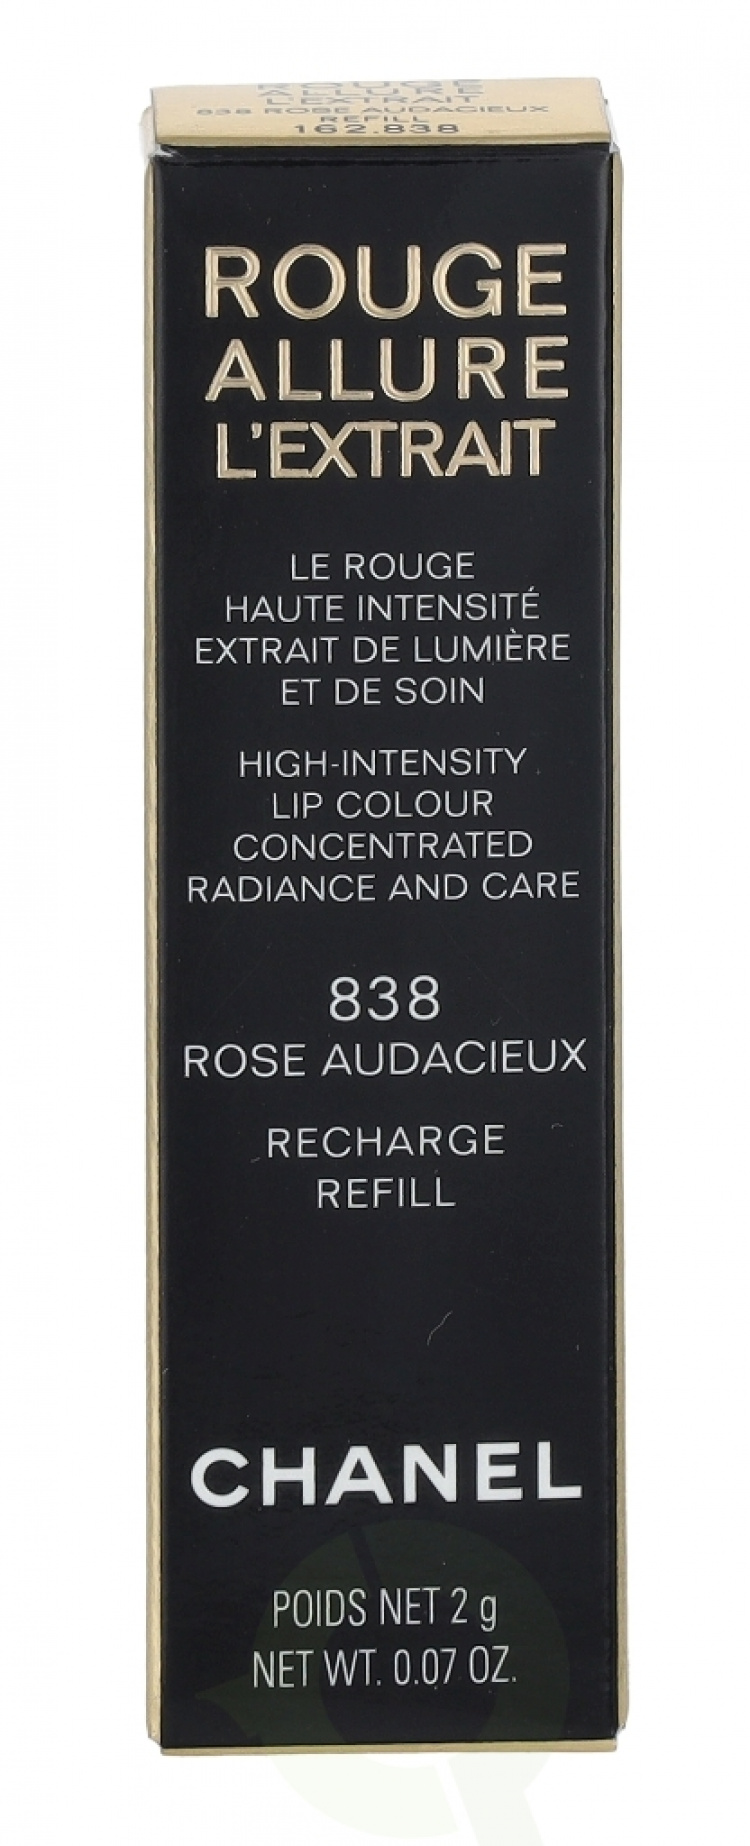 ROUGE
ALLURE
L'EXTRAIT
838 ROSE AUDACIEUX
REFILL
162.838
ROUGE
ALLURE
L'EXTRAIT
LE ROUGE
HAUTE INTENSITÉ
EXTRAIT DE LUMIÈRE
ET DE SOIN
HIGH-INTENSITY
LIP COLOUR
CONCENTRATED
RADIANCE AND CARE
838
ROSE AUDACIEUX
RECHARGE
REFILL
CHANEL
POIDS NET 2 g
NET WT. 0.07 OZ.